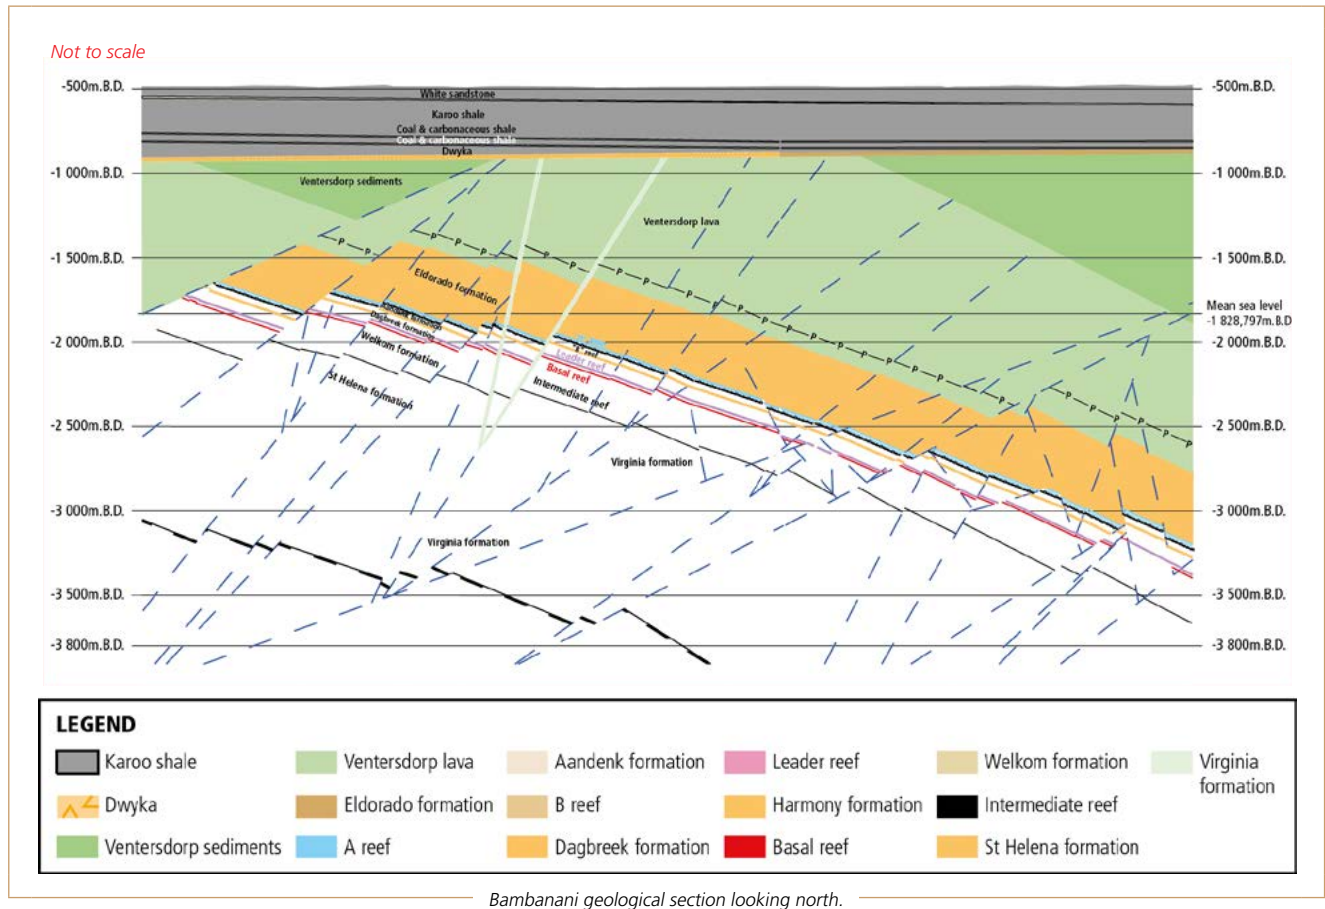 Not to scale
-500m.B.D.
-500m.B.D.
White sandstone
Karoo shale
Coal & carbonaceous shale
Coal & carbonaceous shale
Dwyka
-1 000m.B.D.
-1 000m.B.D.
Ventersdorp sediments
Ventersdorp lava
P P P P P P P P P P P P P P P P P P P P
-1 500m.B.D.
-1 500m.B.D.
Eldorado formation
Mean sea level
-1 828,797m.B.D
Aandenk formation
Dagbreek formation
-2 000m.B.D.
-2 000m.B.D.
Welkom formation
"A" reef
Leader reef
Basal reef
Intermediate reef
St Helena formation
-2 500m.B.D.
-2 500m.B.D.
Virginia formation
-3 000m.B.D.
-3 000m.B.D.
Virginia formation
-3 500m.B.D.
-3 500m.B.D.
-3 800m.B.D.
-3 800m.B.D.
LEGEND
Karoo shale
Ventersdorp lava
Aandenk formation
Leader reef
Welkom formation
Virginia
formation
Dwyka
Eldorado formation
B reef
Harmony formation
Intermediate reef
Ventersdorp sediments
A reef
Dagbreek formation
Basal reef
St Helena formation
Bambanani geological section looking north.